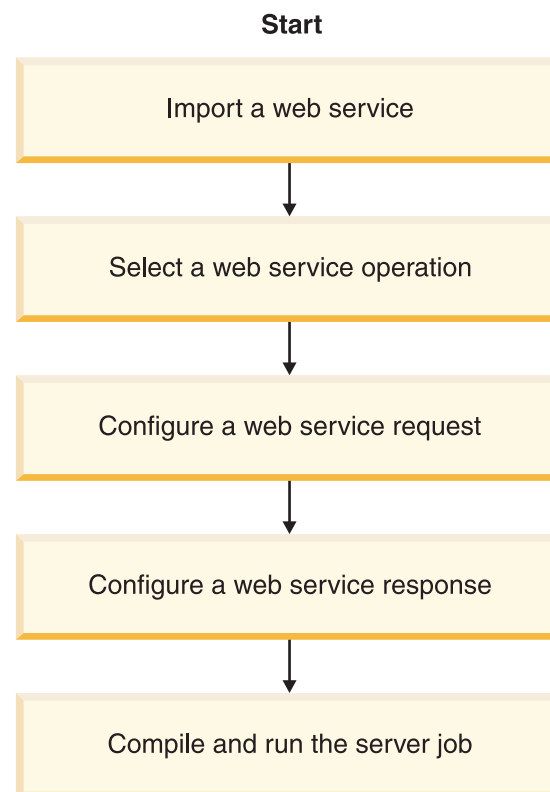 Start
Import a web service
Select a web service operation
Configure a web service request
Configure a web service response
Compile and run the server job